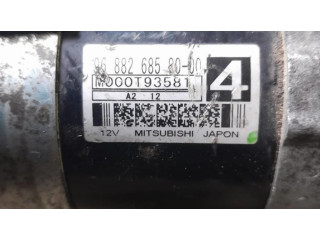 96 882 685 80-00
M000T93581
4
A2 12
12V MITSUBISHI JAPON